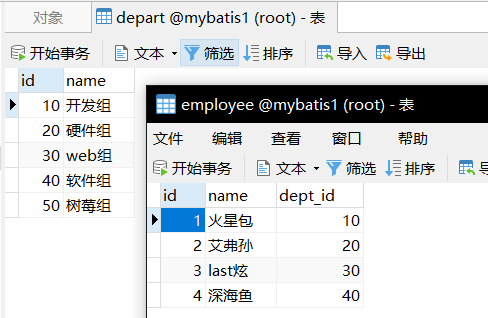 对象 depart @mybatis1 (root) - 表
开始事务 文本 筛选 排序 导入 导出
id name
10 开发组
20 硬件组
30 web组
40 软件组
50 树莓组
employee @mybatis1 (root) - 表
文件 编辑 查看 窗口 帮助
开始事务 文本 筛选 排序
id name dept_id
1 火星包 10
2 艾弗孙 20
3 last炫 30
4 深海鱼 40